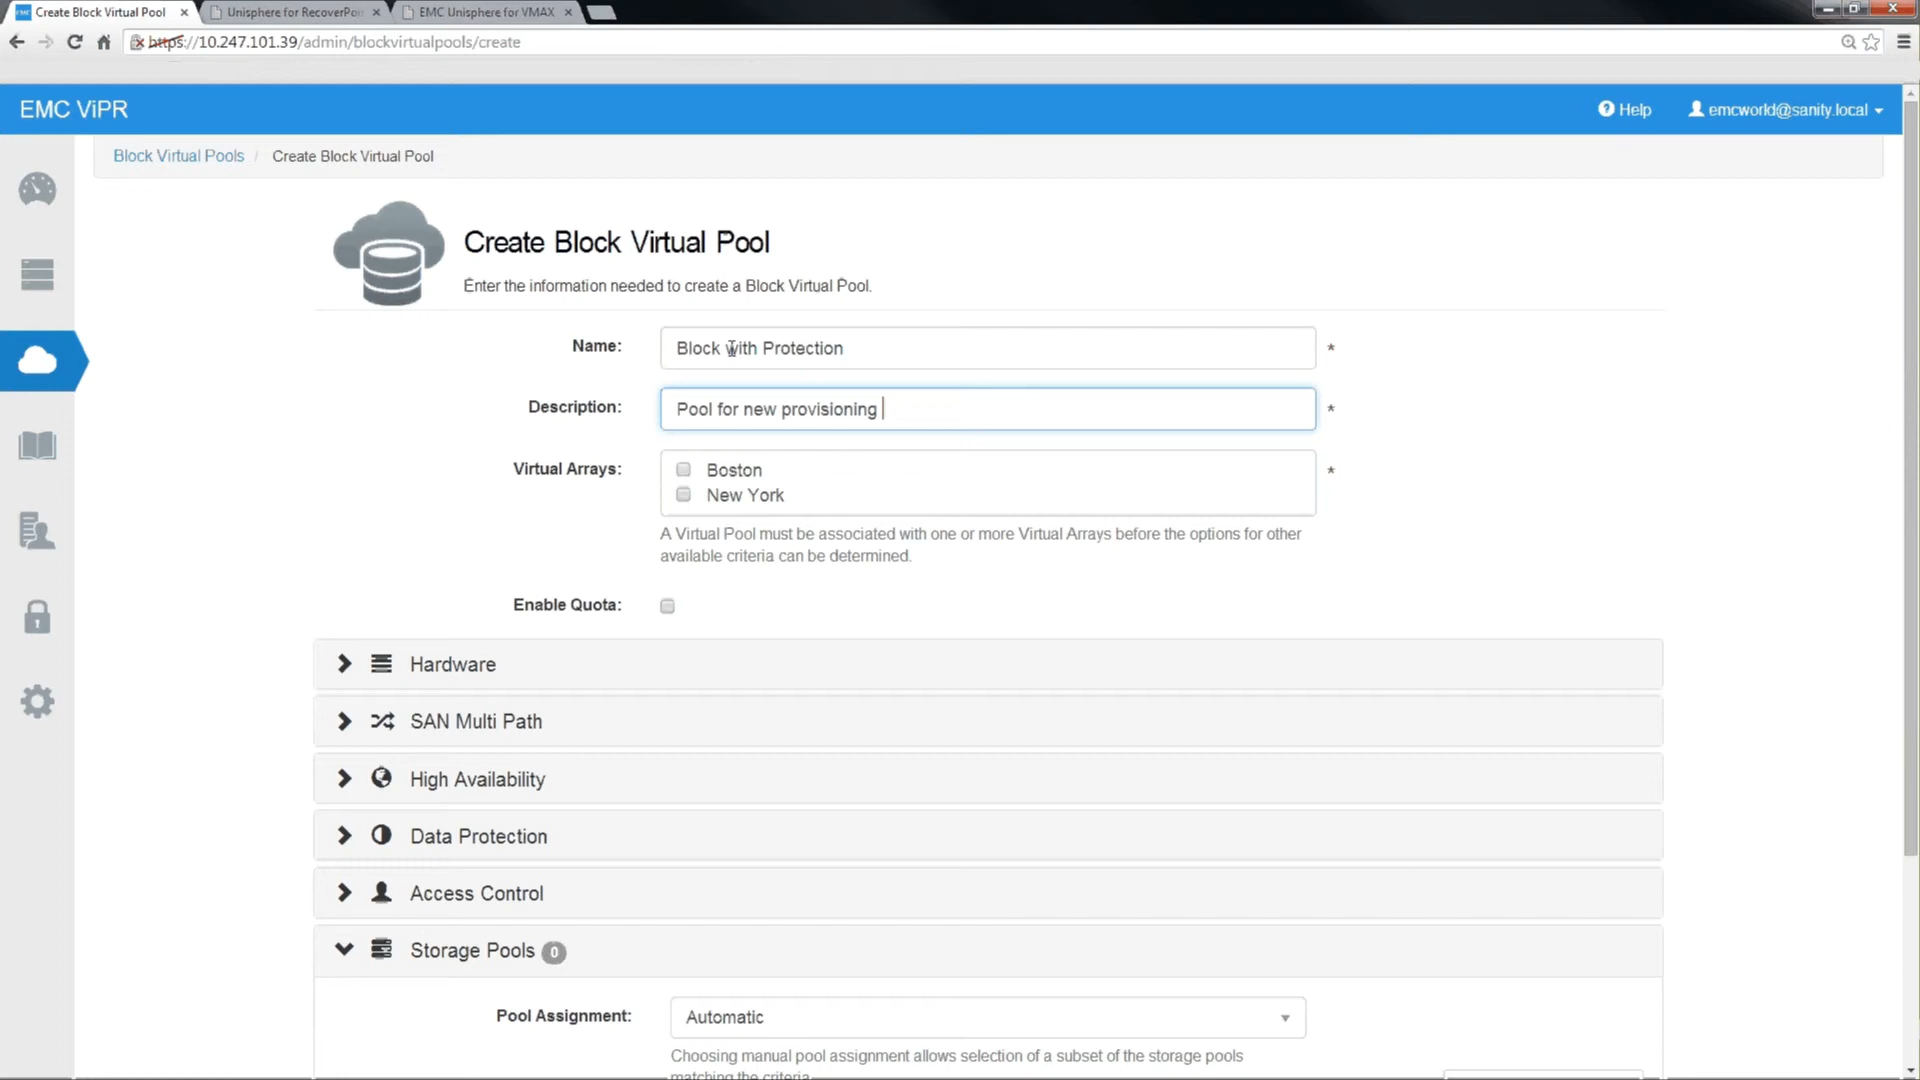 Create Block Virtual Pool
Unisphere for RecoverPoi
EMC Unisphere for VMAX
https://10.247.101.39/admin/blockvirtualpools/create
EMC ViPR
Help
emcworld@sanity.local
Block Virtual Pools / Create Block Virtual Pool
Create Block Virtual Pool
Enter the information needed to create a Block Virtual Pool.
Name: Block with Protection *
Description: Pool for new provisioning *
Virtual Arrays: Boston *
New York
A Virtual Pool must be associated with one or more Virtual Arrays before the options for other
available criteria can be determined.
Enable Quota:
Hardware
SAN Multi Path
High Availability
Data Protection
Access Control
Storage Pools 0
Pool Assignment: Automatic
Choosing manual pool assignment allows selection of a subset of the storage pools
matching the criteria.